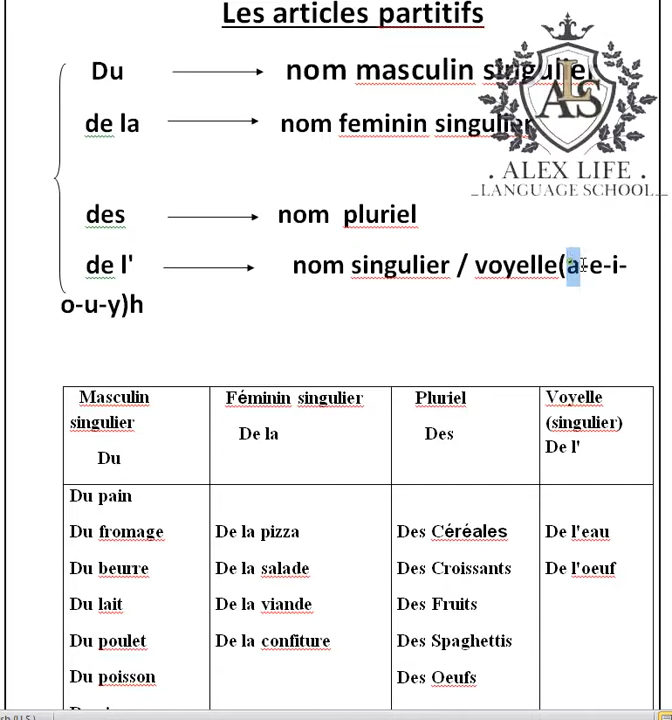 Les articles partitifs
Du nom masculin singulier
de la nom feminin singulier
des nom pluriel
de l' nom singulier / voyelle(a-e-i-
o-u-y)h
ALS
. ALEX LIFE .
LANGUAGE SCHOOL
Masculin singulier Du
Féminin singulier De la
Pluriel Des
Voyelle (singulier) De l'
Du pain
Du fromage De la pizza Des Céréales De l'eau
Du beurre De la salade Des Croissants De l'oeuf
Du lait De la viande Des Fruits
Du poulet De la confiture Des Spaghettis
Du poisson Des Oeufs